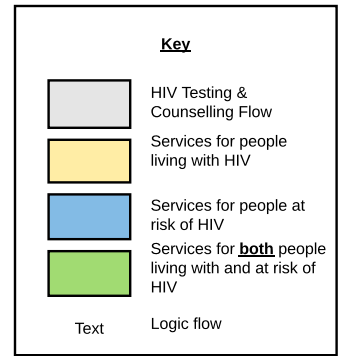 Key
HIV Testing &
Counselling Flow
Services for people
living with HIV
Services for people at
risk of HIV
Services for both people
living with and at risk of
HIV
Text
Logic flow